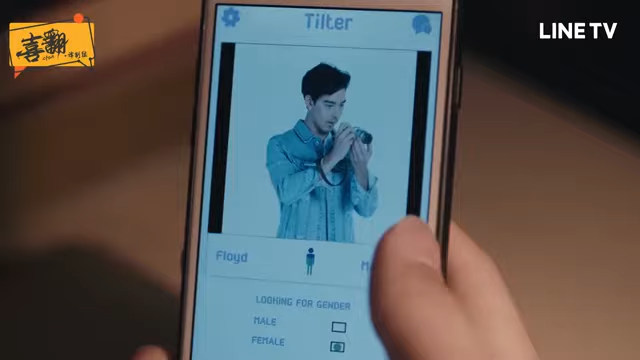 喜翻
LINE TV
Tilter
Floyd
LOOKING FOR GENDER
MALE
FEMALE